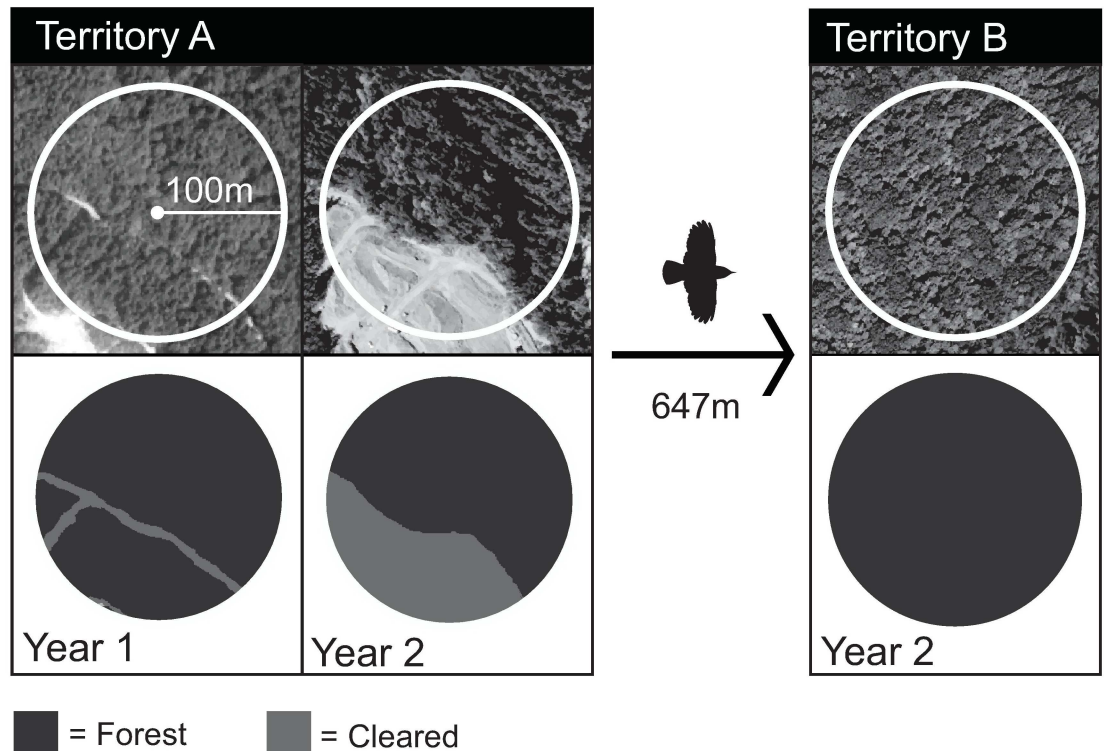 Territory A
Territory B
100m
647m
Year 1
Year 2
Year 2
= Forest
= Cleared